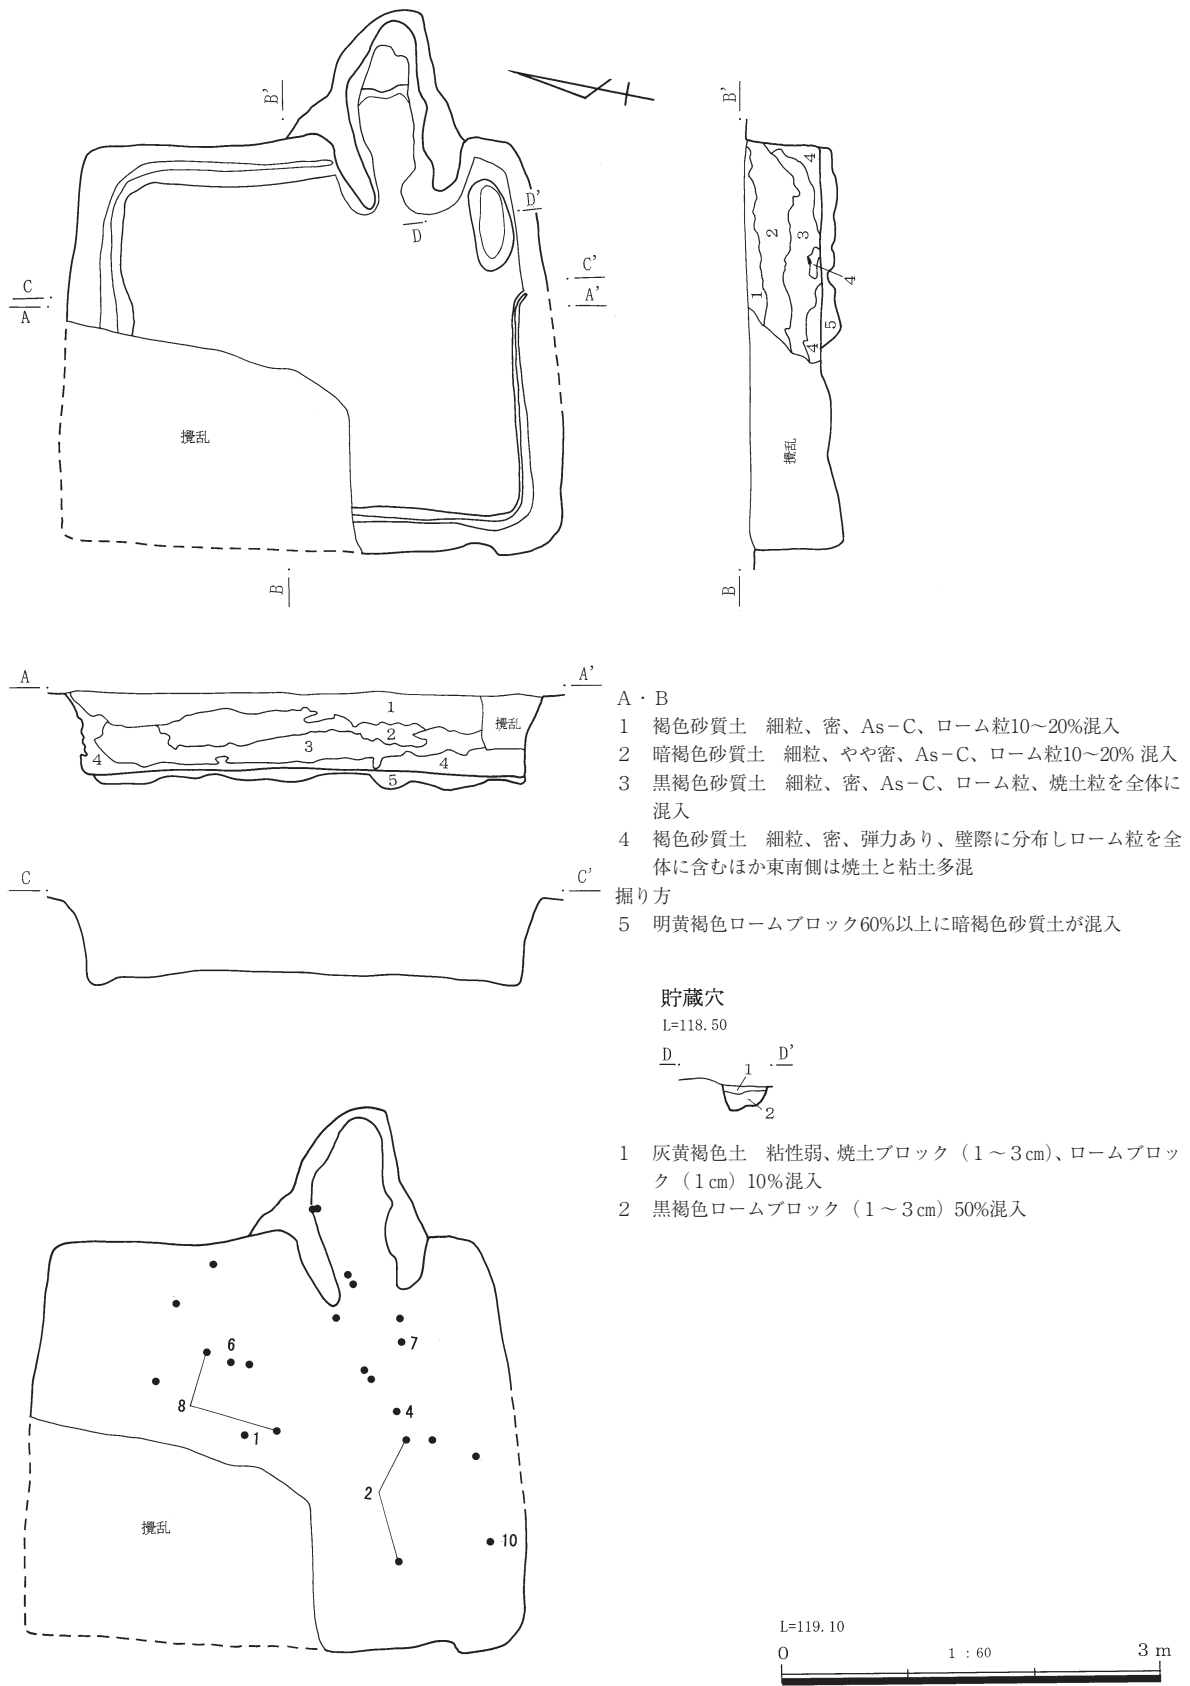 B'
B'
D'
D
C'
A'
C
A
攪乱
B
1
2
3
4
4
4
5
攪乱
B
A
A'
1
2
3
4
4
5
攪乱
C
C'
A・B
1 褐色砂質土 細粒、密、As－C、ローム粒10～20%混入
2 暗褐色砂質土 細粒、やや密、As－C、ローム粒10～20% 混入
3 黒褐色砂質土 細粒、密、As－C、ローム粒、焼土粒を全体に
混入
4 褐色砂質土 細粒、密、弾力あり、壁際に分布しローム粒を全
体に含むほか東南側は焼土と粘土多混
掘り方
5 明黄褐色ロームブロック60%以上に暗褐色砂質土が混入
貯蔵穴
L=118.50
D
D'
1
2
1 灰黄褐色土 粘性弱、焼土ブロック（1～3㎝）、ロームブロッ
ク（1㎝）10%混入
2 黒褐色ロームブロック（1～3㎝）50%混入
6
7
8
4
1
2
10
攪乱
L=119.10
0 1：60 3 m